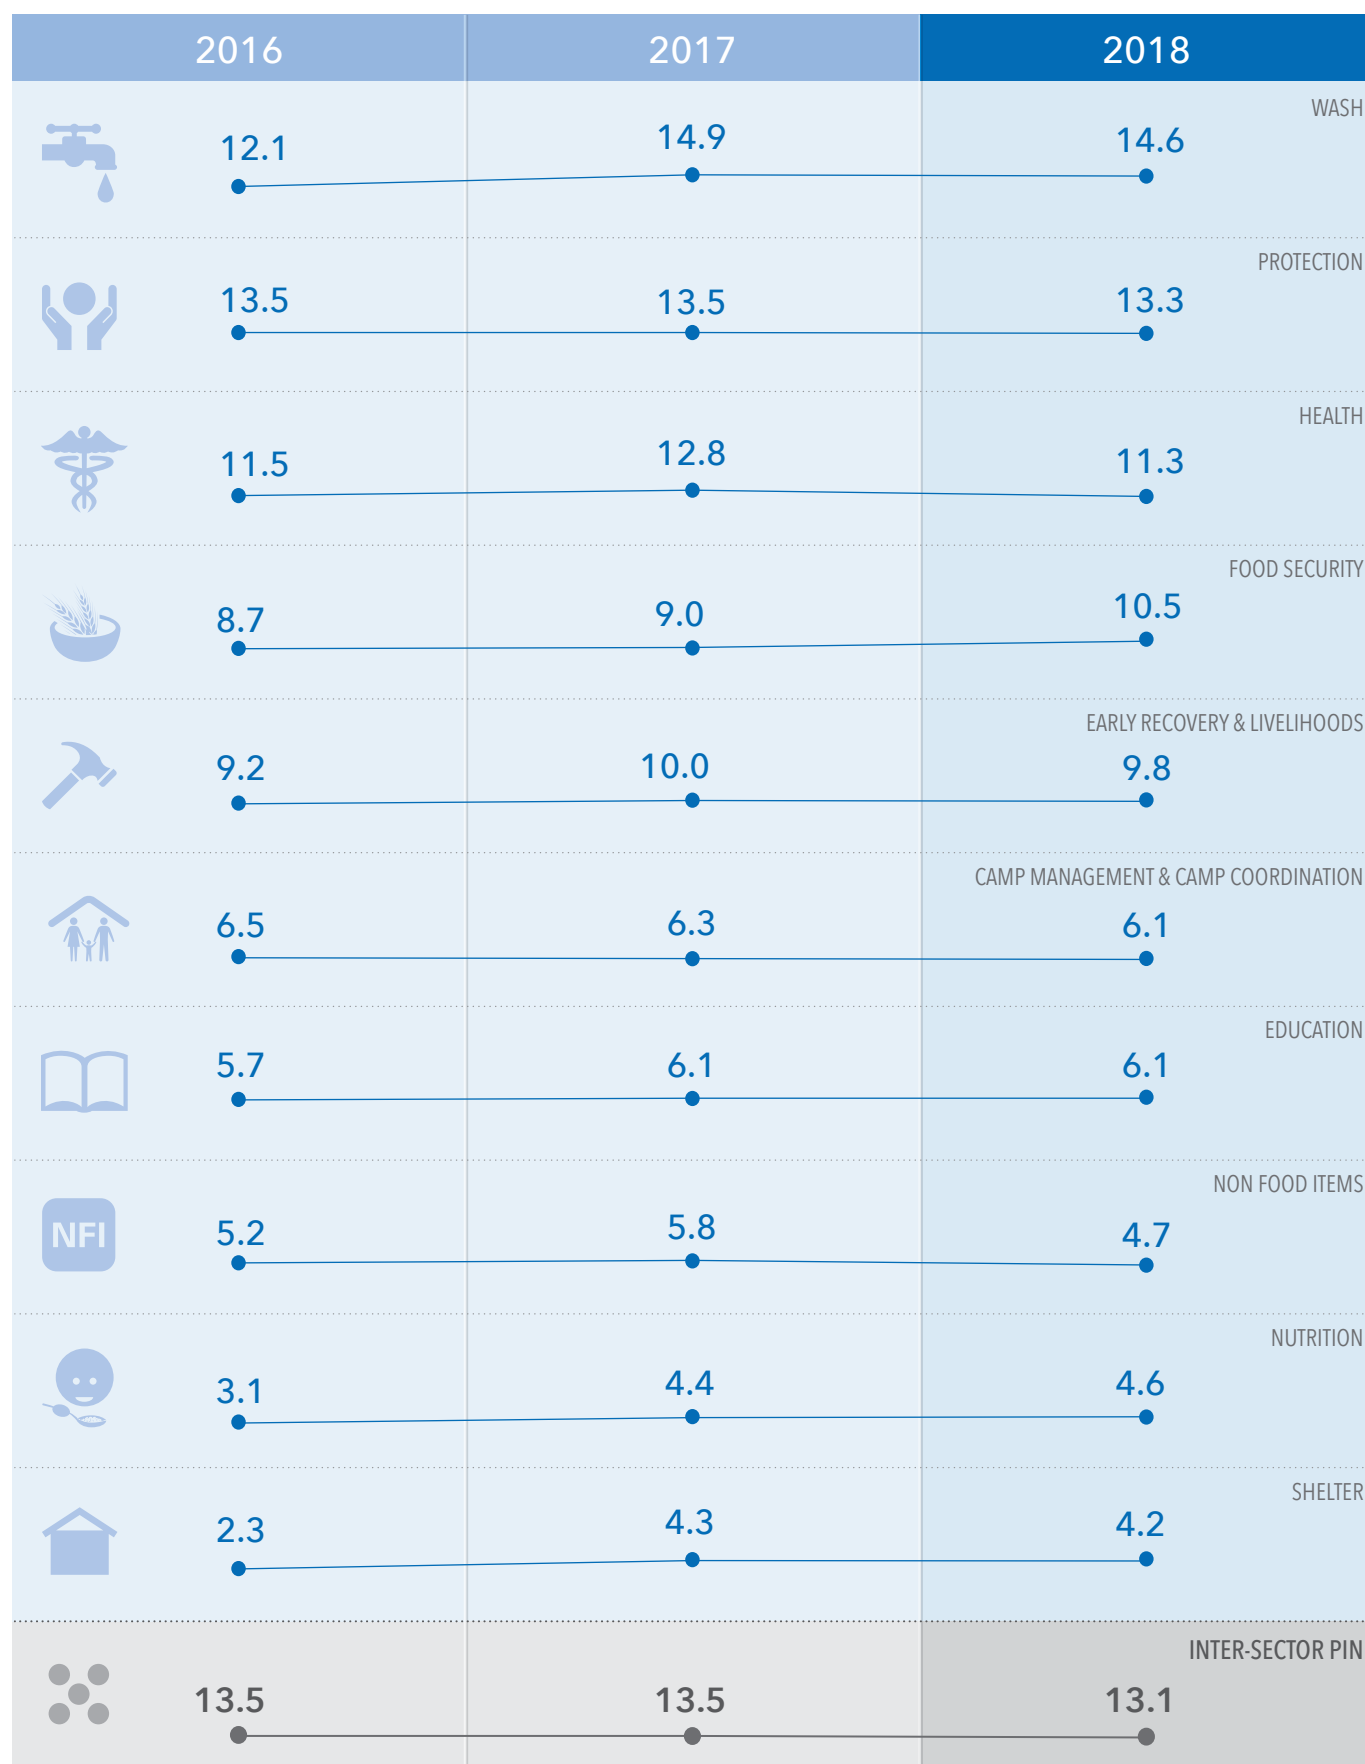 2016 2017 2018
WASH
12.1 14.9 14.6
PROTECTION
13.5 13.5 13.3
HEALTH
11.5 12.8 11.3
FOOD SECURITY
8.7 9.0 10.5
EARLY RECOVERY & LIVELIHOODS
9.2 10.0 9.8
CAMP MANAGEMENT & CAMP COORDINATION
6.5 6.3 6.1
EDUCATION
5.7 6.1 6.1
NON FOOD ITEMS
NFI 5.2 5.8 4.7
NUTRITION
3.1 4.4 4.6
SHELTER
2.3 4.3 4.2
INTER-SECTOR PIN
13.5 13.5 13.1